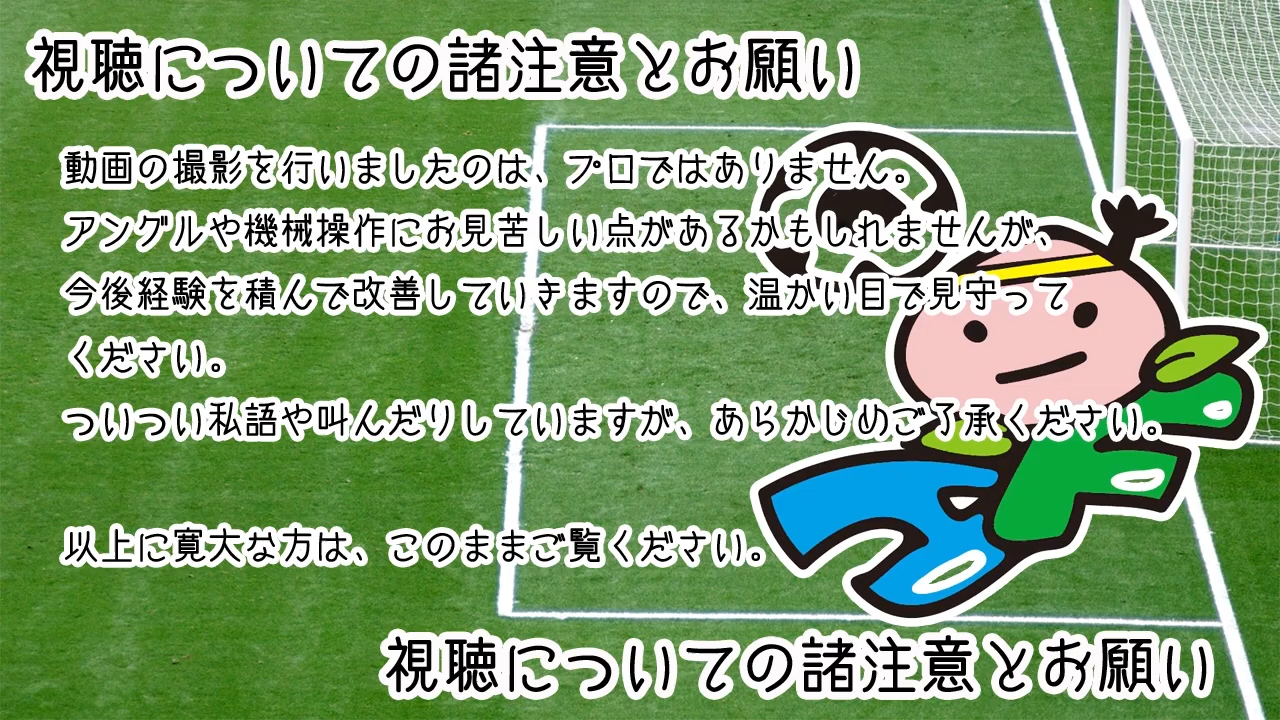 視聴についての諸注意とお願い
動画の撮影を行いましたのは、プロではありません。
アングルや機械操作にお見苦しい点があるかもしれませんが、
今後経験を積んで改善していきますので、温かい目で見守って
ください。
ついつい私語や叫んだりしていますが、あらかじめご了承ください。
以上に寛大な方は、このままご覧ください。
視聴についての諸注意とお願い